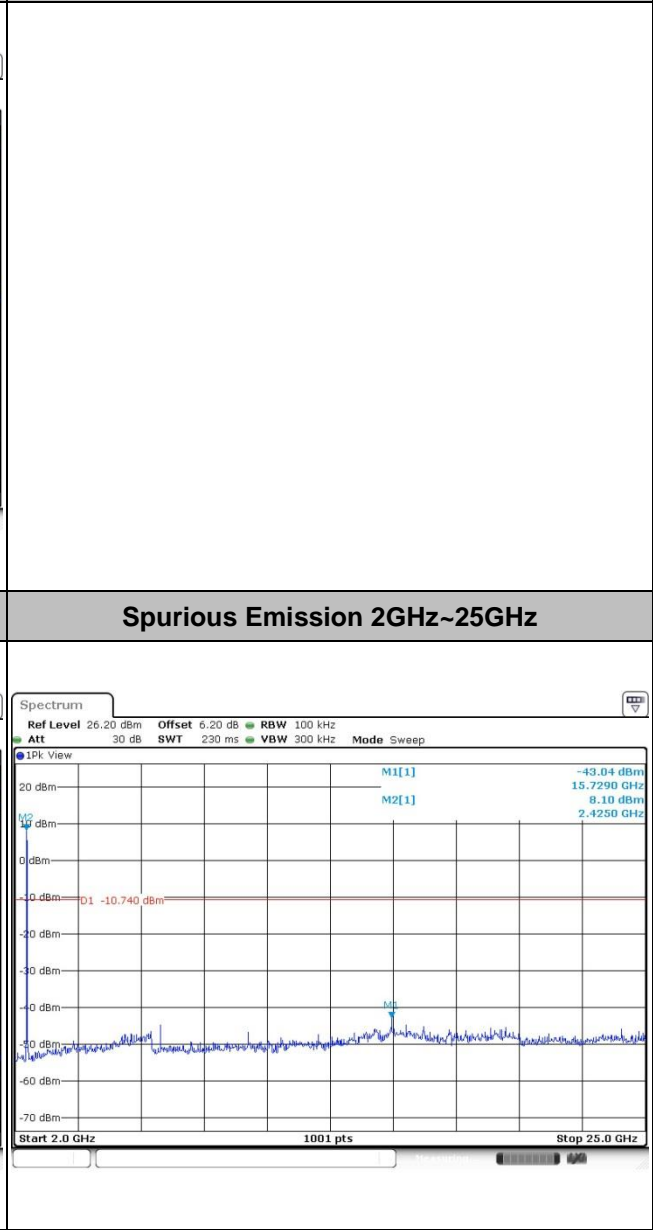 Spurious Emission 2GHz~25GHz
Spectrum
Ref Level 26.20 dBm Offset 6.20 dB RBW 100 kHz
Att 30 dB SWT 230 ms VBW 300 kHz Mode Sweep
1Pk View
M1[1] -43.04 dBm
15.7290 GHz
20 dBm
M2[1] 8.10 dBm
2.4250 GHz
M2
10 dBm
0 dBm
-10 dBm
D1 -10.740 dBm
-20 dBm
-30 dBm
-40 dBm
M1
-50 dBm
-60 dBm
-70 dBm
Start 2.0 GHz 1001 pts Stop 25.0 GHz